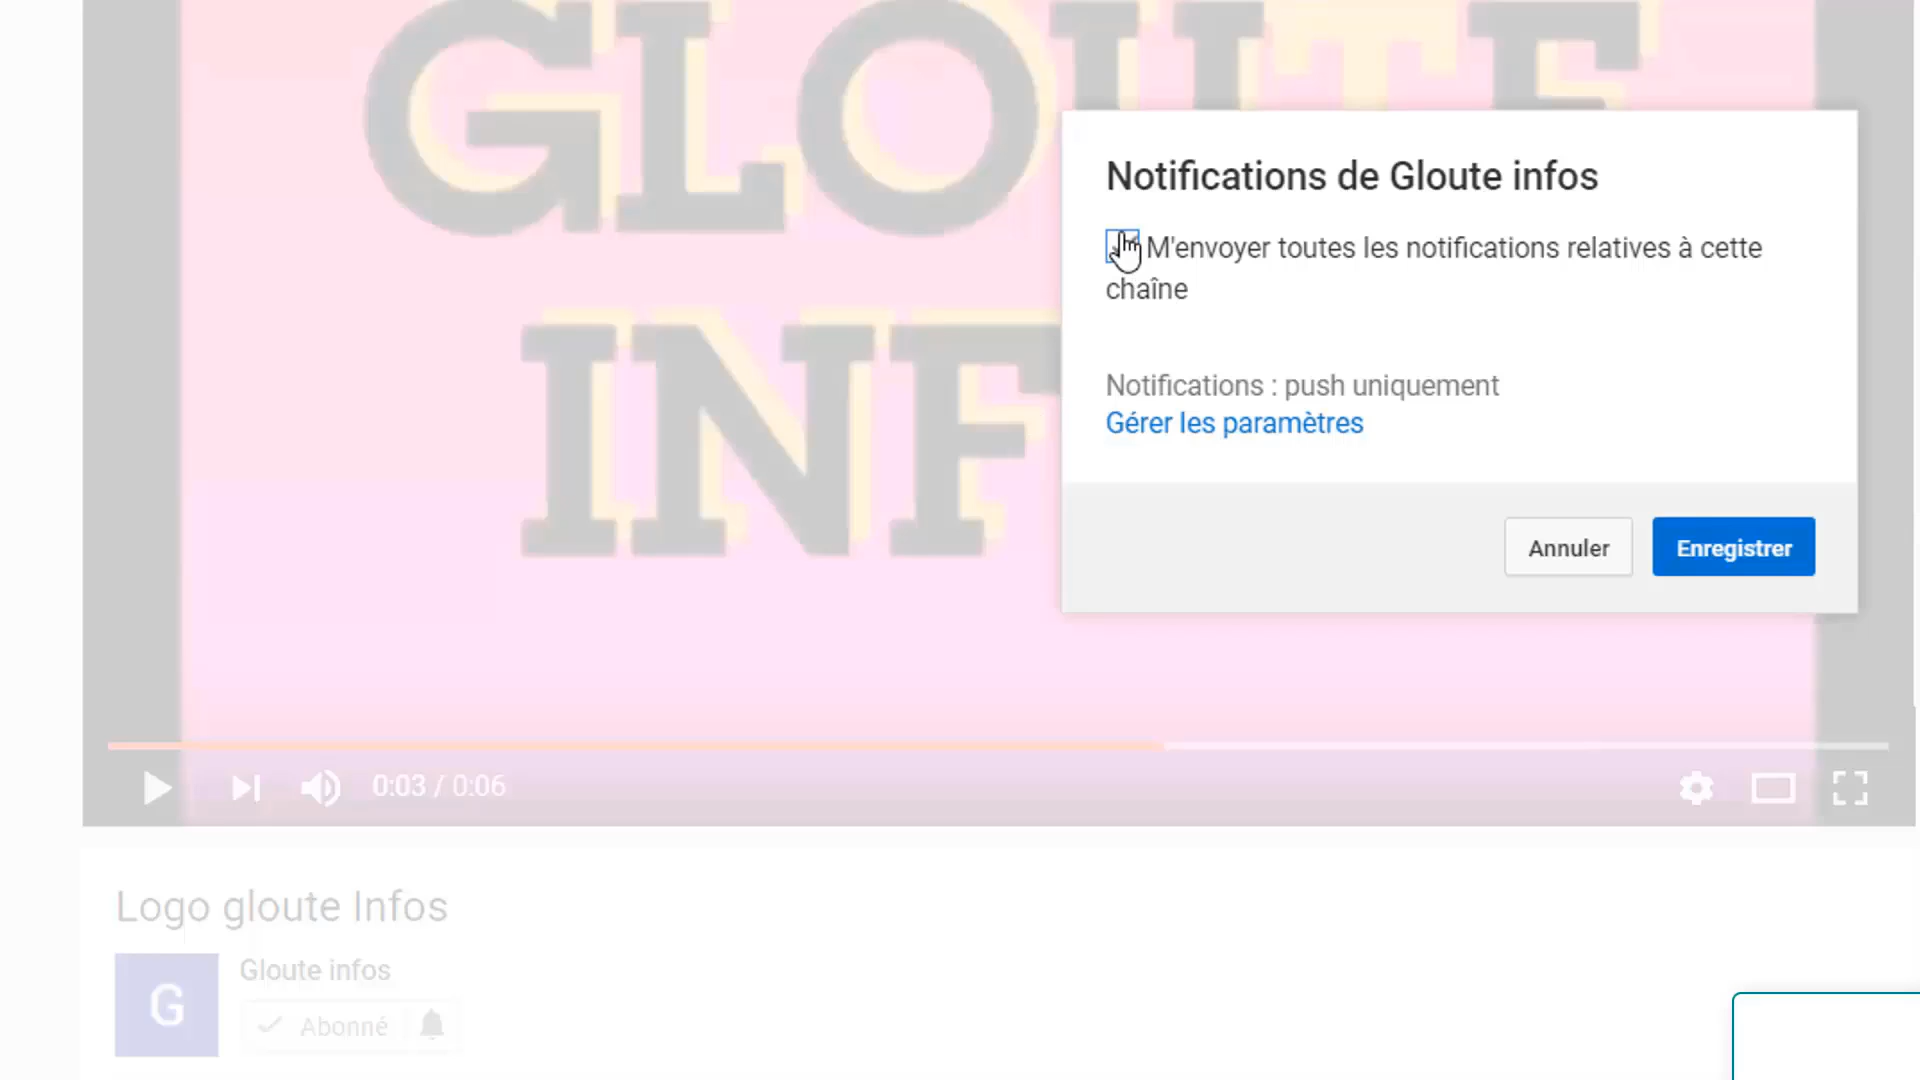 GLOUTE
INF
Notifications de Gloute infos
M'envoyer toutes les notifications relatives à cette
chaîne
Notifications : push uniquement
Gérer les paramètres
Annuler
Enregistrer
0:03 / 0:06
Logo gloute Infos
G
Gloute infos
Abonné